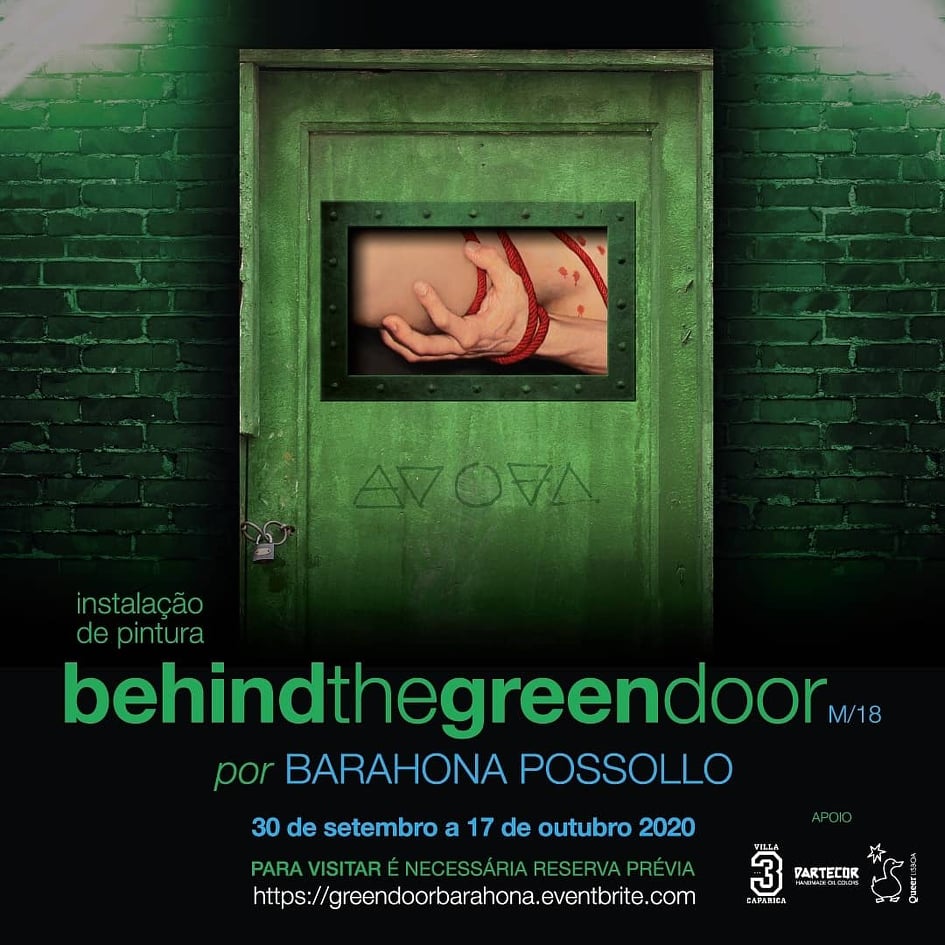 instalação
de pintura
behindthegreendoor M/18
por BARAHONA POSSOLLO
30 de setembro a 17 de outubro 2020
PARA VISITAR É NECESSÁRIA RESERVA PRÉVIA
https://greendoorbarahona.eventbrite.com
APOIO
VILLA
3
CAPARICA
PARTECOR
HANDMADE OIL COLORS
Queer LISBOA